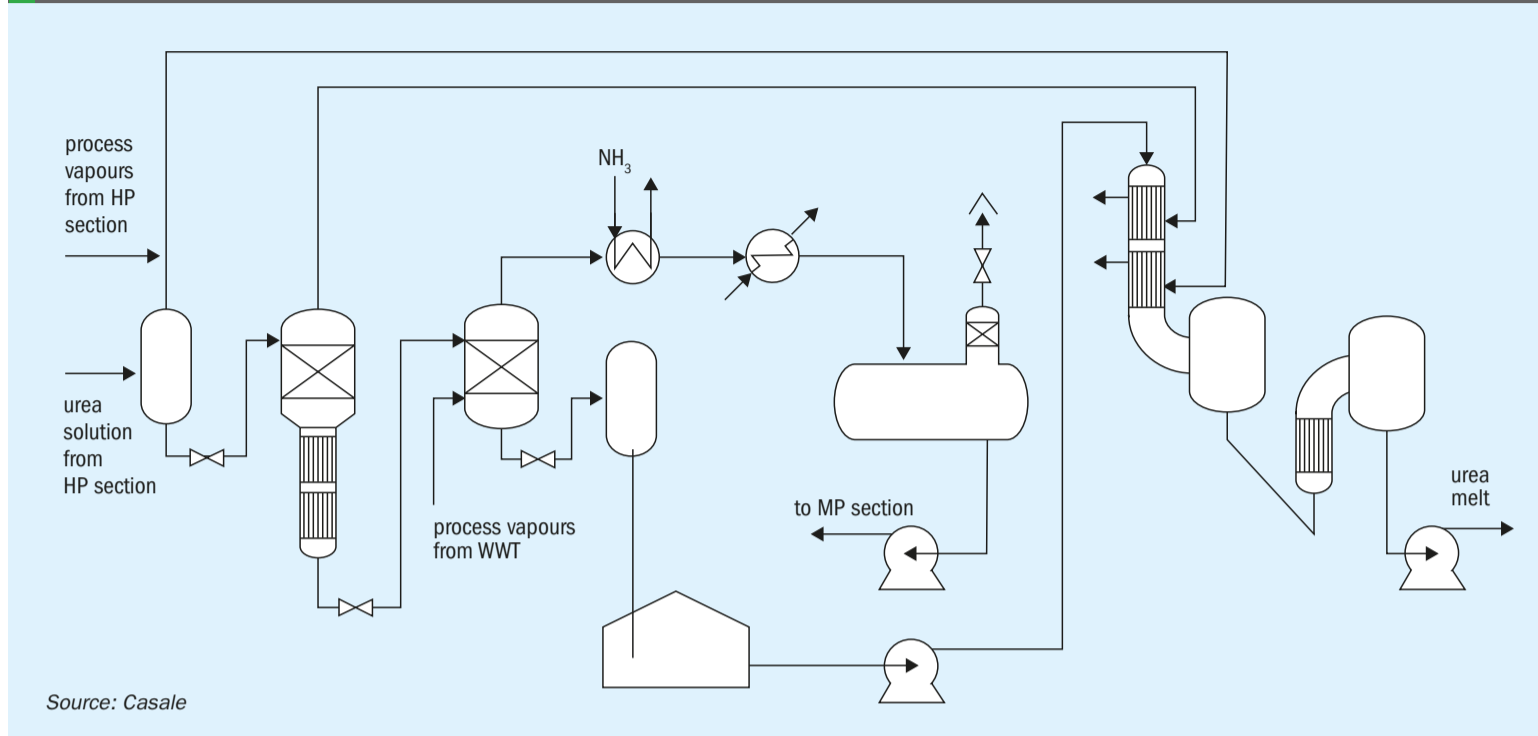 process
vapours
from HP
section
urea
solution
from
HP section
NH3
process vapours
from WWT
to MP section
urea
melt
Source: Casale